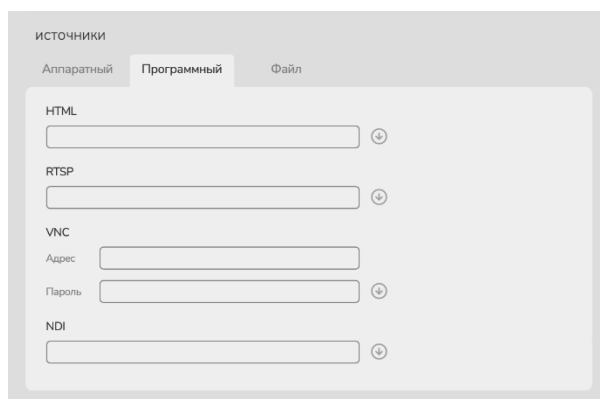 источники
Аппаратный Программный Файл
HTML
RTSP
VNC
Адрес
Пароль
NDI